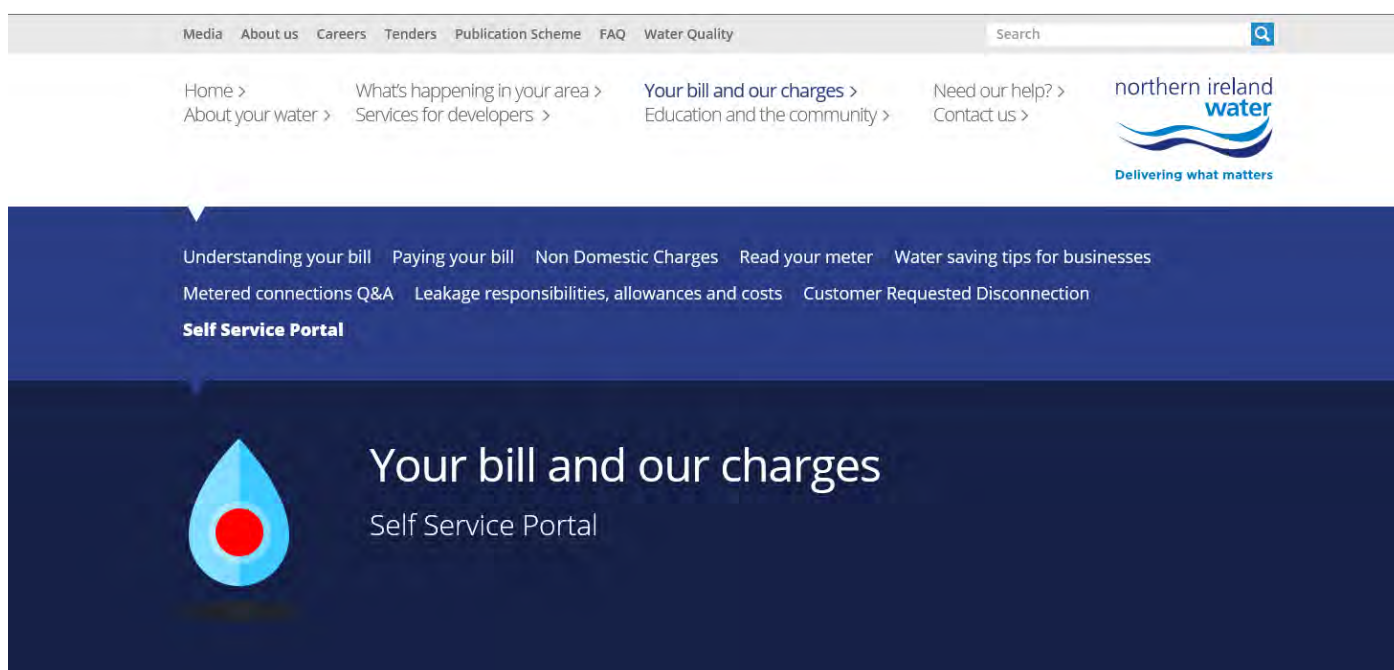 Media About us Careers Tenders Publication Scheme FAQ Water Quality Search
Home > What's happening in your area > Your bill and our charges > Need our help? >
About your water > Services for developers > Education and the community > Contact us >
northern ireland
water
Delivering what matters
Understanding your bill Paying your bill Non Domestic Charges Read your meter Water saving tips for businesses
Metered connections Q&A Leakage responsibilities, allowances and costs Customer Requested Disconnection
Self Service Portal
Your bill and our charges
Self Service Portal